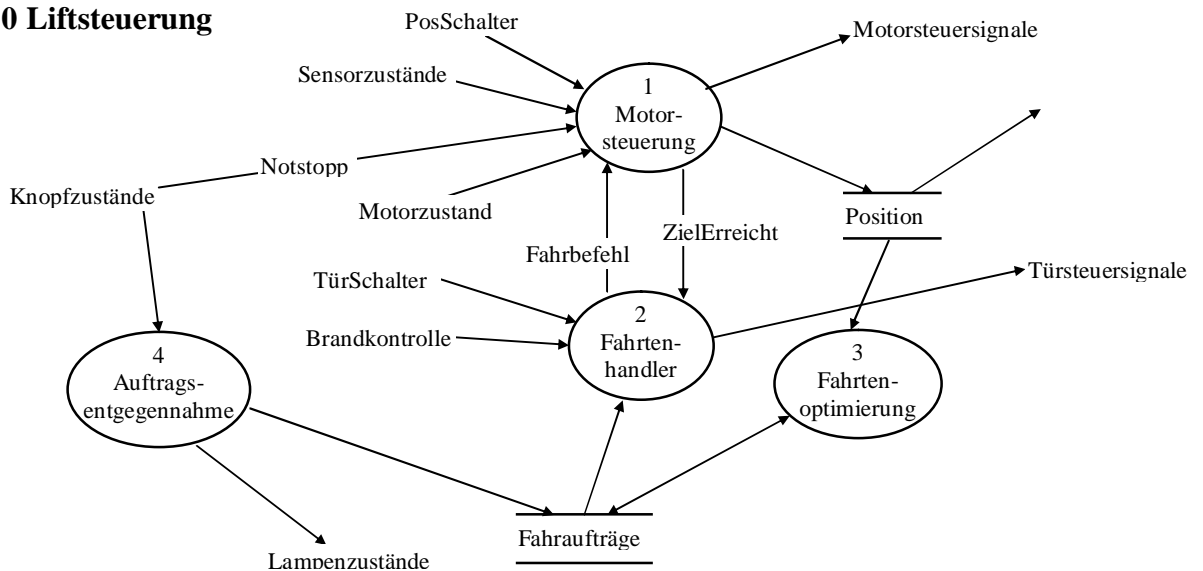 0 Liftsteuerung
PosSchalter
Motorsteuersignale
Sensorzustände
1
Motor-
steuerung
Notstopp
Knopfzustände
Motorzustand
Position
ZielErreicht
Fahrbefehl
TürSchalter
Türsteuersignale
Brandkontrolle
2
Fahrten-
handler
3
Fahrten-
optimierung
4
Auftrags-
entgegennahme
Fahraufträge
Lampenzustände